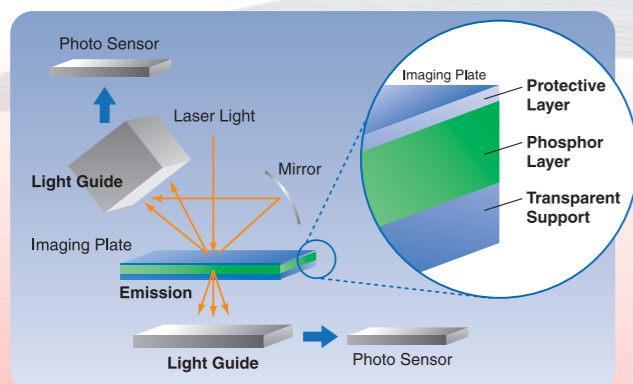 Photo Sensor
Laser Light
Light Guide
Mirror
Imaging Plate
Emission
Light Guide
Photo Sensor
Imaging Plate
Protective
Layer
Phosphor
Layer
Transparent
Support